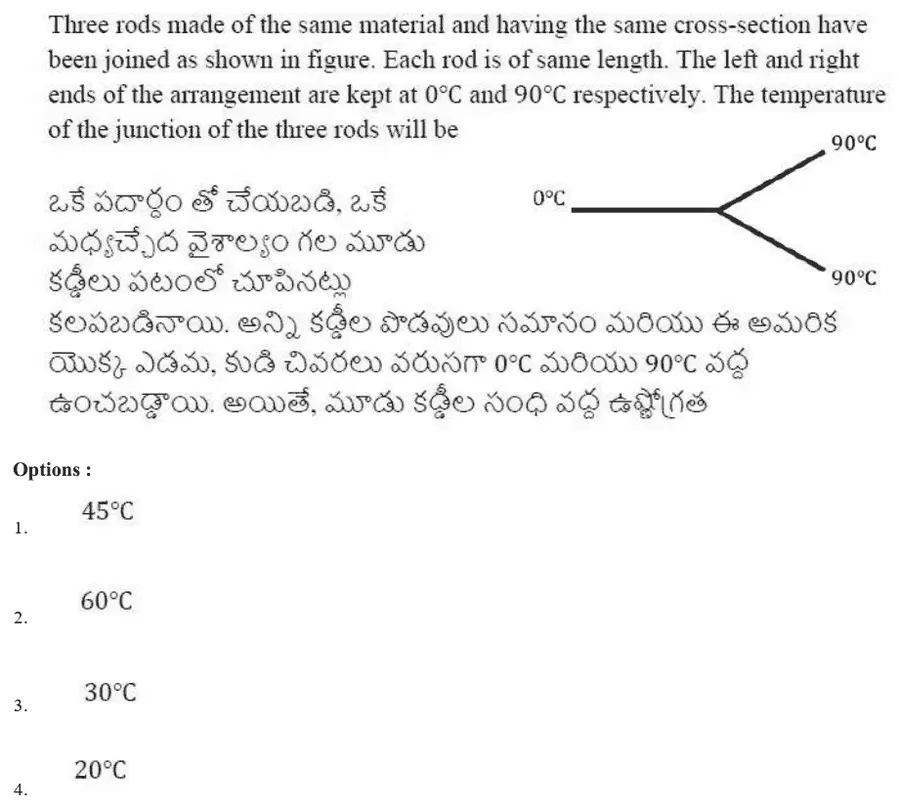 Three rods made of the same material and having the same cross-section have
been joined as shown in figure. Each rod is of same length. The left and right
ends of the arrangement are kept at 0°C and 90°C respectively. The temperature
of the junction of the three rods will be
90°C
0°C
90°C
ఒకే పదార్థం తో చేయబడి, ఒకే
మధ్యచ్ఛేద వైశాల్యం గల మూడు
కడ్డీలు పటంలో చూపినట్లు
కలపబడినాయి. అన్ని కడ్డీల పొడవులు సమానం మరియు ఈ అమరిక
యొక్క ఎడమ, కుడి చివరలు వరుసగా 0°C మరియు 90°C వద్ద
ఉంచబడ్డాయి. అయితే, మూడు కడ్డీల సంధి వద్ద ఉష్ణోగ్రత
Options :
1. 45°C
2. 60°C
3. 30°C
4. 20°C